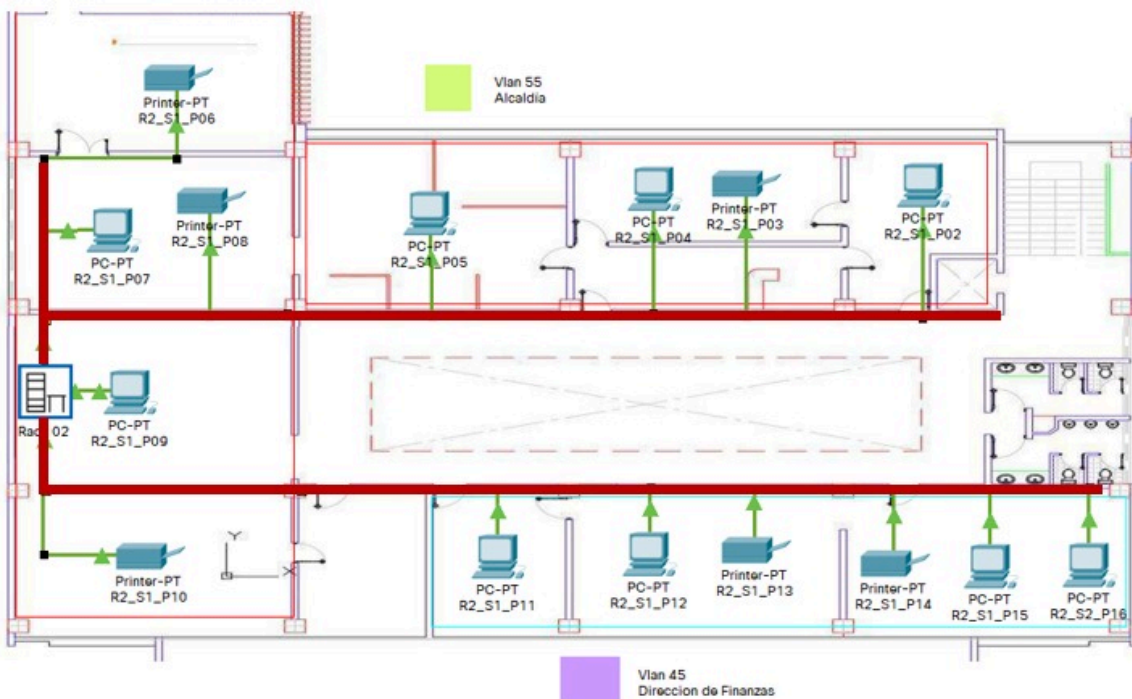 Printer-PT
R2_S1_P06
Vlan 55
Alcaldía
Printer-PT
R2_S1_P08
PC-PT
R2_S1_P07
PC-PT
R2_S1_P05
PC-PT
R2_S1_P04
Printer-PT
R2_S1_P03
PC-PT
R2_S1_P02
02
PC-PT
R2_S1_P09
Y
X
Printer-PT
R2_S1_P10
PC-PT
R2_S1_P11
PC-PT
R2_S1_P12
Printer-PT
R2_S1_P13
Printer-PT
R2_S1_P14
PC-PT
R2_S1_P15
PC-PT
R2_S2_P16
Vlan 45
Direccion de Finanzas